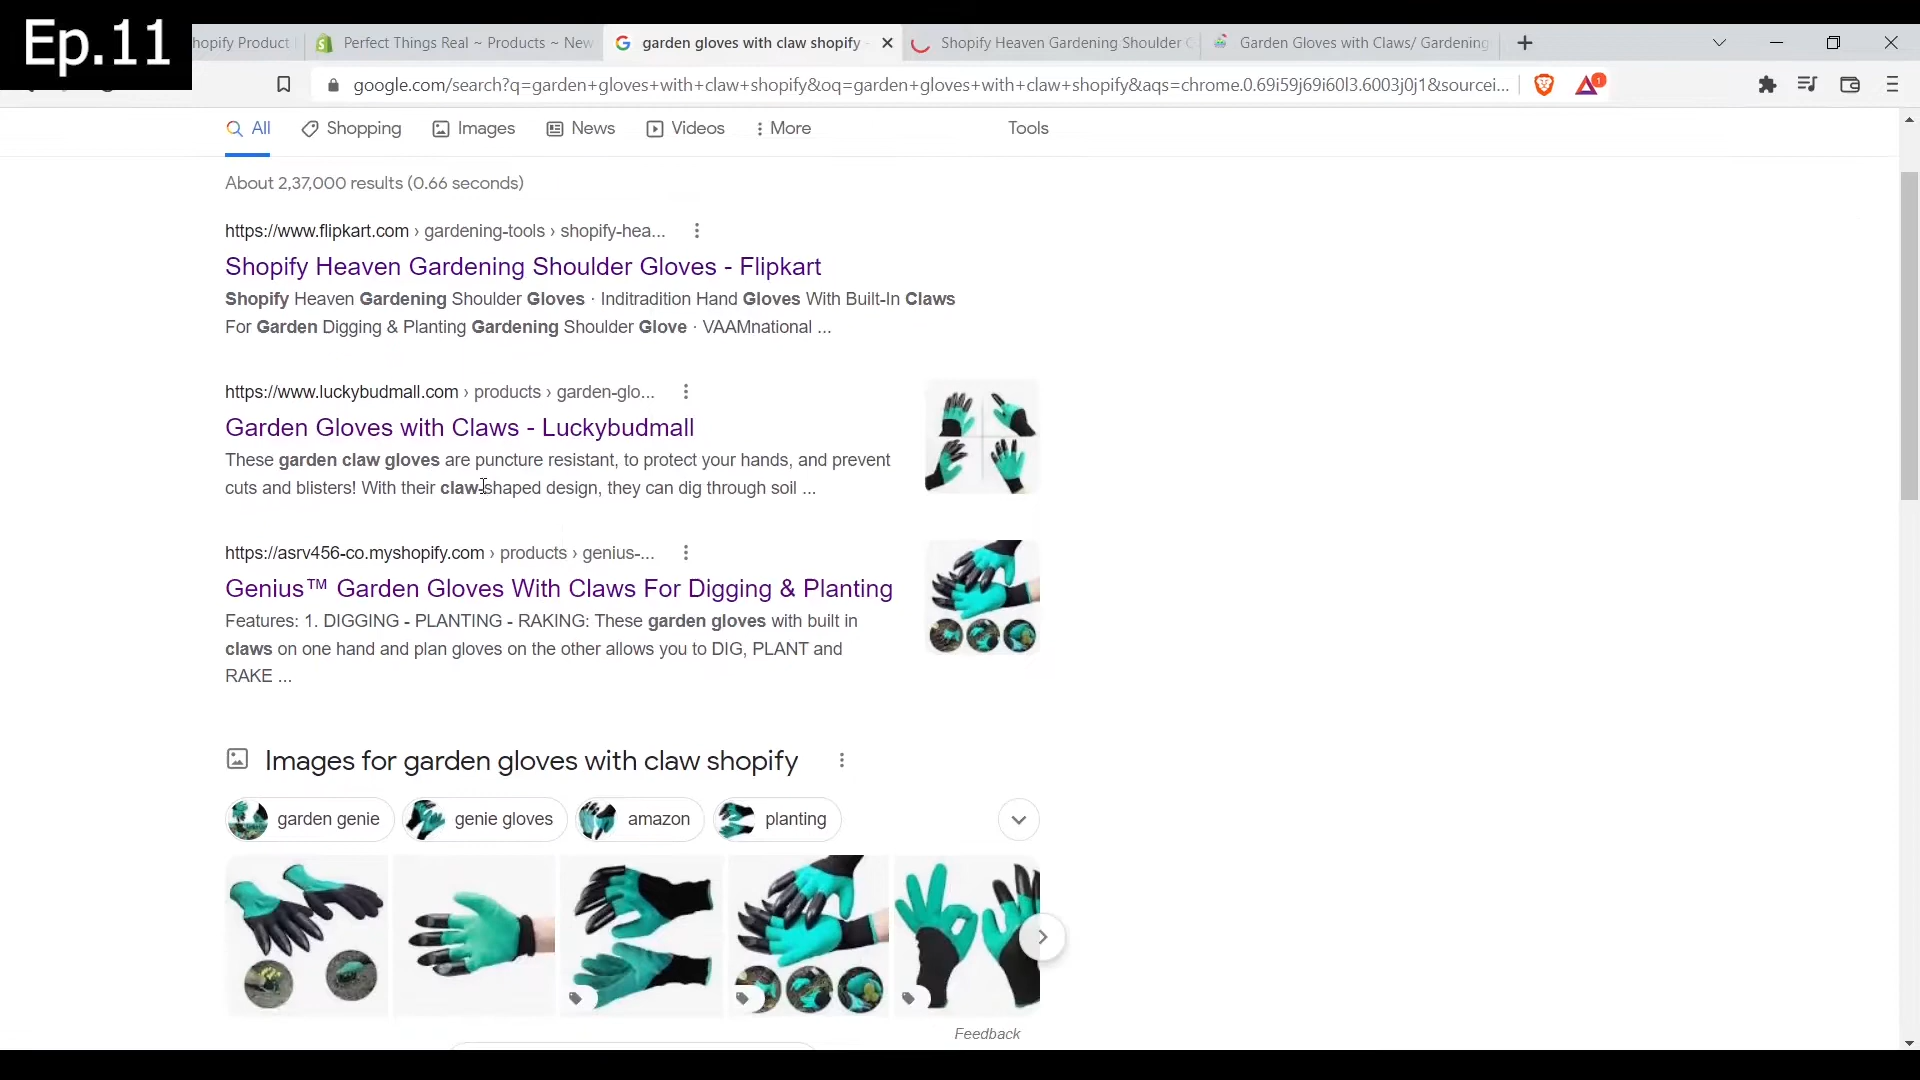 Ep.11
hopify Product
Perfect Things Real ~ Products ~ New
garden gloves with claw shopify -
Shopify Heaven Gardening Shoulder G
Garden Gloves with Claws/ Gardening
google.com/search?q=garden+gloves+with+claw+shopify&oq=garden+gloves+with+claw+shopify&aqs=chrome.0.69i59j69i60l3.6003j0j1&sourcei...
1
All
Shopping
Images
News
Videos
More
Tools
About 2,37,000 results (0.66 seconds)
https://www.flipkart.com › gardening-tools › shopify-hea...
Shopify Heaven Gardening Shoulder Gloves - Flipkart
Shopify Heaven Gardening Shoulder Gloves · Inditradition Hand Gloves With Built-In Claws
For Garden Digging & Planting Gardening Shoulder Glove · VAAMnational ...
https://www.luckybudmall.com › products › garden-glo...
Garden Gloves with Claws - Luckybudmall
These garden claw gloves are puncture resistant, to protect your hands, and prevent
cuts and blisters! With their claw-shaped design, they can dig through soil ...
https://asrv456-co.myshopify.com › products › genius-...
Genius™ Garden Gloves With Claws For Digging & Planting
Features: 1. DIGGING - PLANTING - RAKING: These garden gloves with built in
claws on one hand and plan gloves on the other allows you to DIG, PLANT and
RAKE ...
Images for garden gloves with claw shopify
garden genie
genie gloves
amazon
planting
Feedback